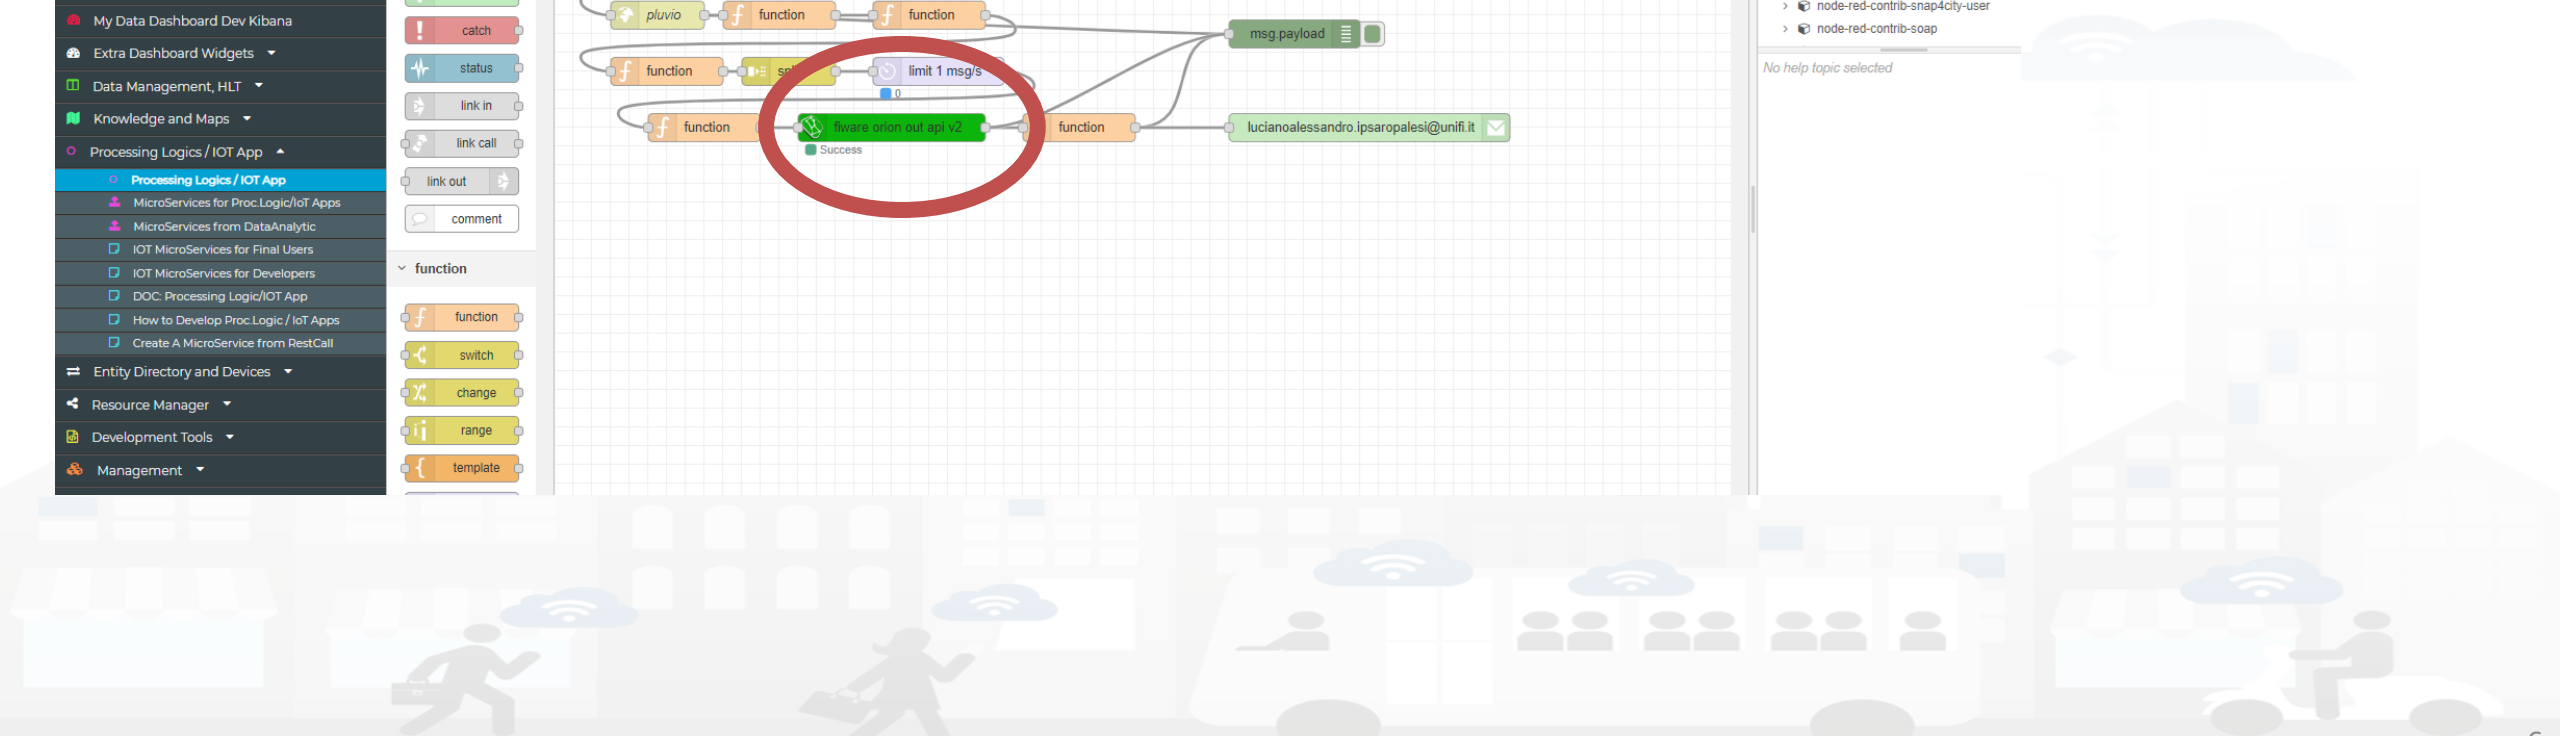 My Data Dashboard Dev Kibana
Extra Dashboard Widgets
Data Management, HLT
Knowledge and Maps
Processing Logics / IOT App
Processing Logics / IOT App
MicroServices for Proc.Logic/IoT Apps
MicroServices from DataAnalytic
IOT MicroServices for Final Users
IOT MicroServices for Developers
DOC: Processing Logic/IOT App
How to Develop Proc.Logic / IoT Apps
Create A MicroService from RestCall
Entity Directory and Devices
Resource Manager
Development Tools
Management
catch
status
link in
link call
link out
comment
function
function
switch
change
range
template
pluvio
function
function
msg.payload
function
limit 1 msg/s
0
function
fiware orion out api v2
function
lucianoalessandro.ipsaropalesi@unifi.it
Success
node-red-contrib-snap4city-user
node-red-contrib-soap
No help topic selected